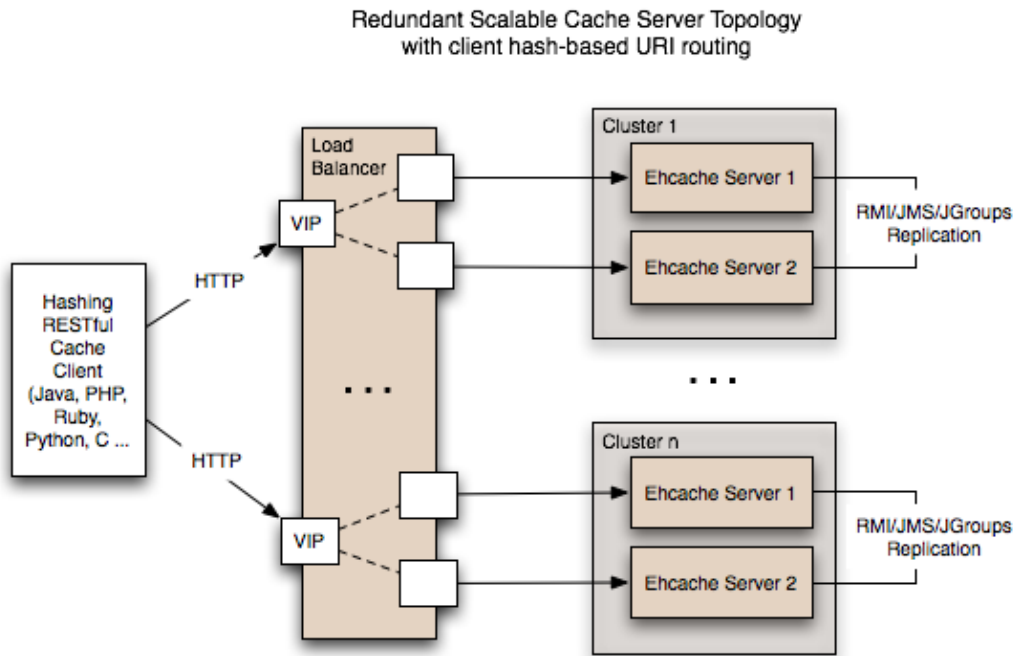 Redundant Scalable Cache Server Topology
with client hash-based URI routing
Load
Balancer
Cluster 1
Ehcache Server 1
VIP
RMI/JMS/JGroups
Replication
Ehcache Server 2
HTTP
Hashing
RESTful
Cache
Client
(Java, PHP,
Ruby,
Python, C ...
. . .
. . .
HTTP
Cluster n
Ehcache Server 1
VIP
RMI/JMS/JGroups
Replication
Ehcache Server 2